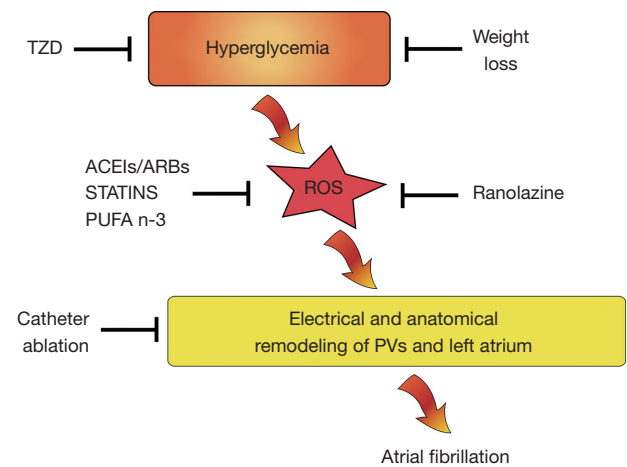 TZD
Hyperglycemia
Weight
loss
ACEIs/ARBs
STATINS
PUFA n-3
ROS
Ranolazine
Catheter
ablation
Electrical and anatomical
remodeling of PVs and left atrium
Atrial fibrillation